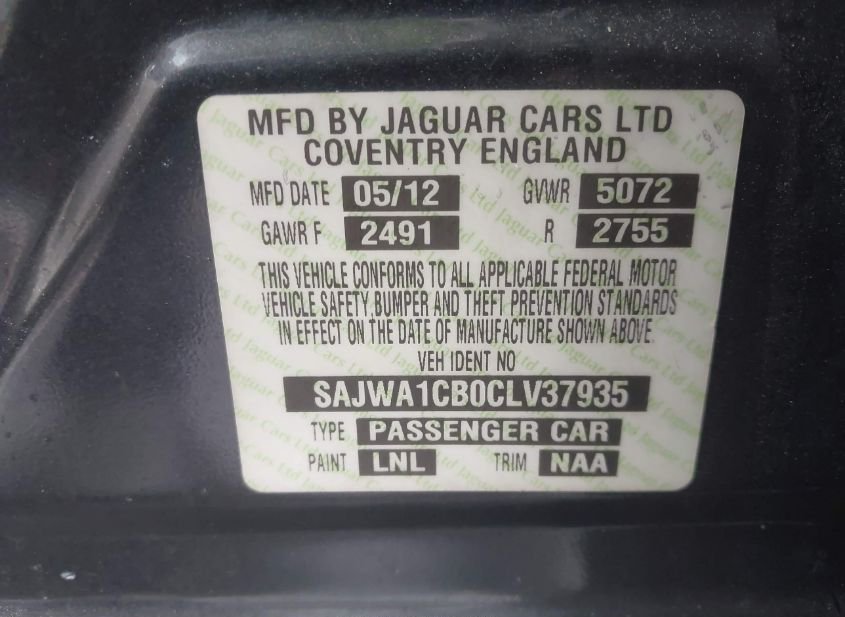 MFD BY JAGUAR CARS LTD
COVENTRY ENGLAND
MFD DATE 05/12 GVWR 5072
GAWR F 2491 R 2755
THIS VEHICLE CONFORMS TO ALL APPLICABLE FEDERAL MOTOR
VEHICLE SAFETY,BUMPER AND THEFT PREVENTION STANDARDS
IN EFFECT ON THE DATE OF MANUFACTURE SHOWN ABOVE.
VEH IDENT NO
SAJWA1CB0CLV37935
TYPE PASSENGER CAR
PAINT LNL TRIM NAA